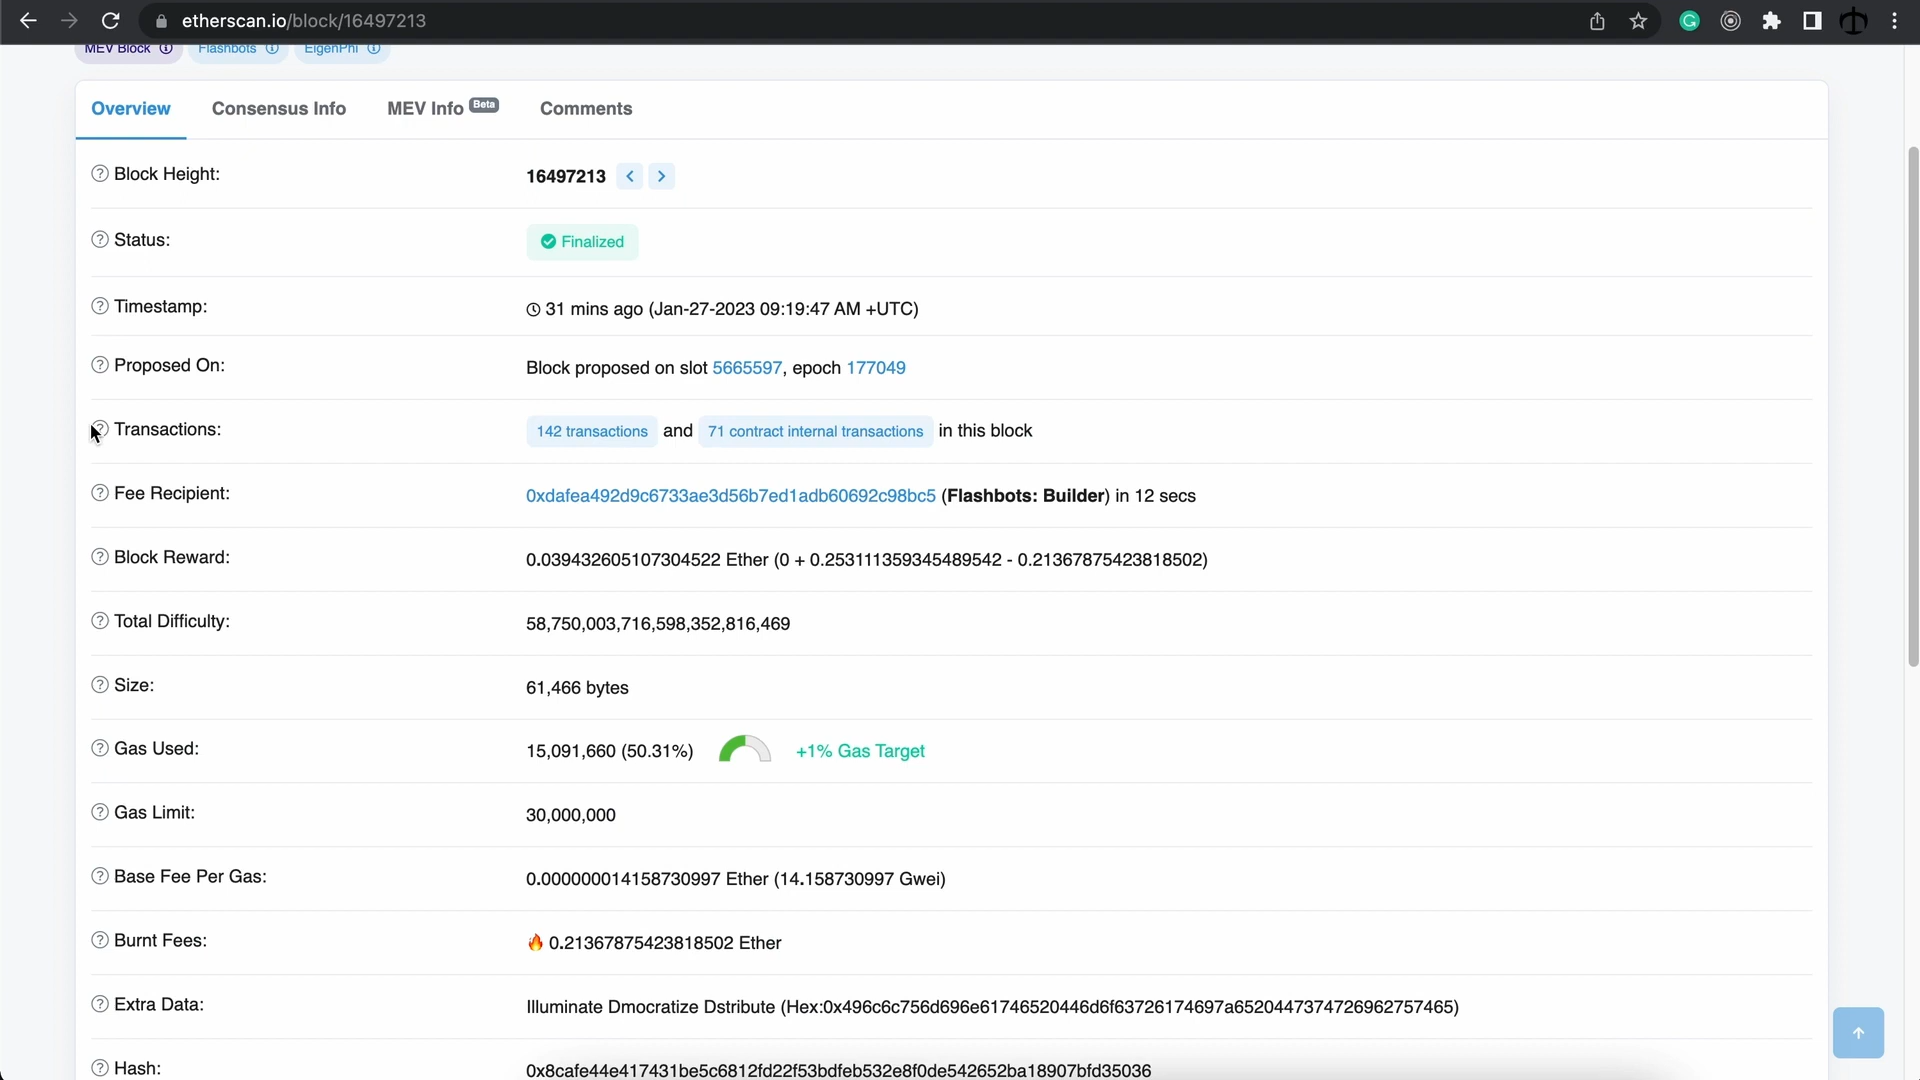 etherscan.io/block/16497213
MEV Block Flashbots EigenPhi
Overview Consensus Info MEV Info Beta Comments
Block Height: 16497213
Status: Finalized
Timestamp: 31 mins ago (Jan-27-2023 09:19:47 AM +UTC)
Proposed On: Block proposed on slot 5665597, epoch 177049
Transactions: 142 transactions and 71 contract internal transactions in this block
Fee Recipient: 0xdafea492d9c6733ae3d56b7ed1adb60692c98bc5 (Flashbots: Builder) in 12 secs
Block Reward: 0.039432605107304522 Ether (0 + 0.253111359345489542 - 0.21367875423818502)
Total Difficulty: 58,750,003,716,598,352,816,469
Size: 61,466 bytes
Gas Used: 15,091,660 (50.31%) +1% Gas Target
Gas Limit: 30,000,000
Base Fee Per Gas: 0.000000014158730997 Ether (14.158730997 Gwei)
Burnt Fees: 🔥 0.21367875423818502 Ether
Extra Data: Illuminate Dmocratize Dstribute (Hex:0x496c6c756d696e61746520446d6f63726174697a6520447374726962757465)
Hash: 0x8cafe44e417431be5c6812fd22f53bdfeb532e8f0de542652ba18907bfd35036